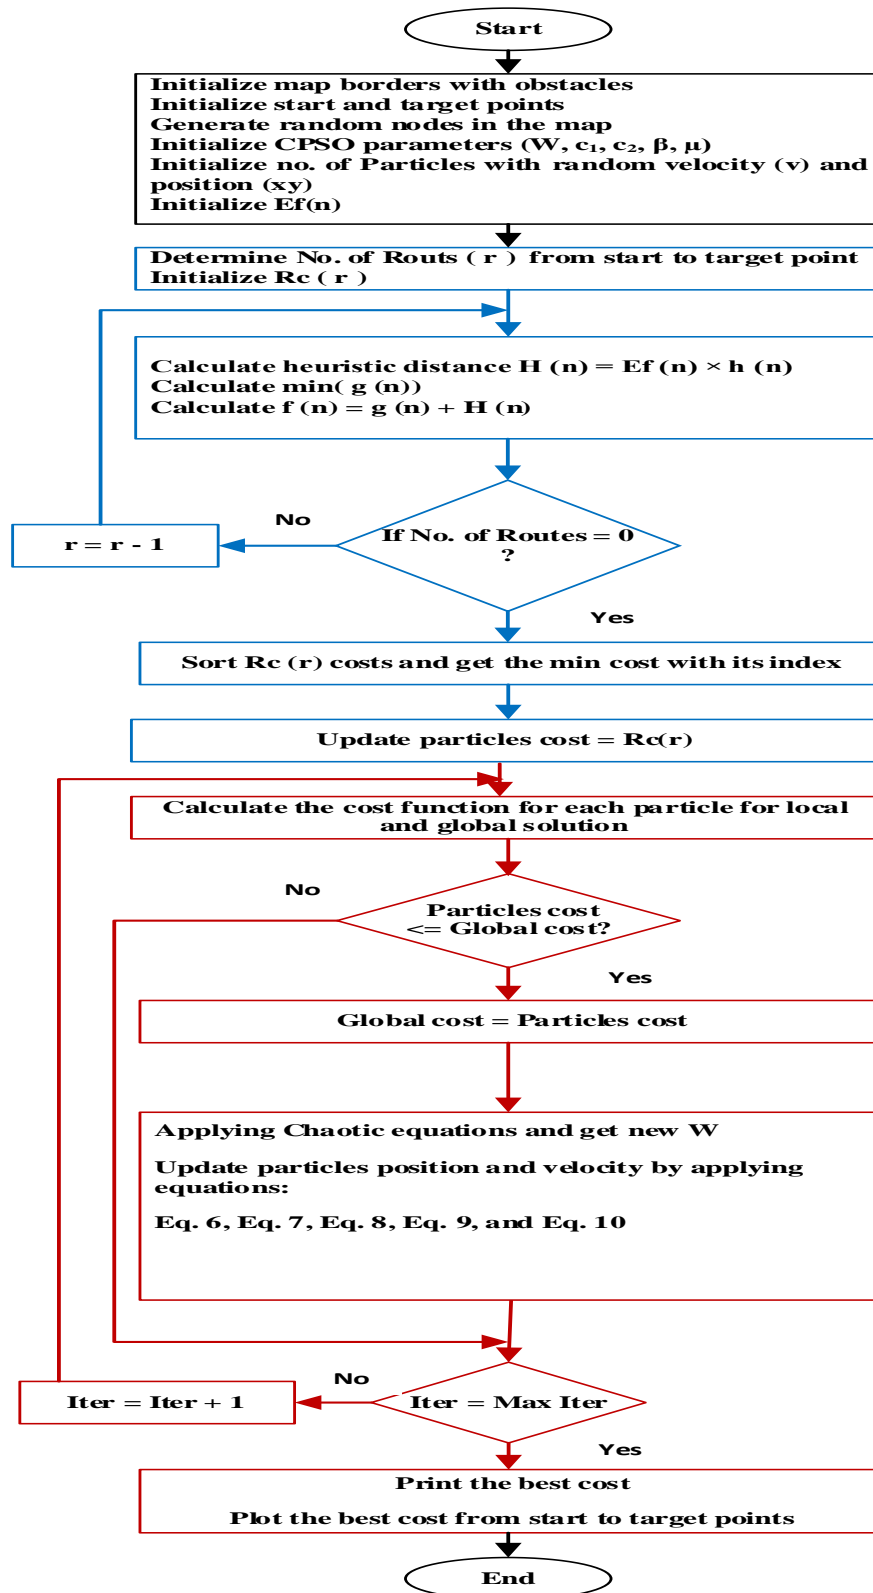 Start
Initialize map borders with obstacles
Initialize start and target points
Generate random nodes in the map
Initialize CPSO parameters (W, c₁, c₂, β, μ)
Initialize no. of Particles with random velocity (v) and
position (xy)
Initialize Ef(n)
Determine No. of Routs ( r ) from start to target point
Initialize Rc ( r )
Calculate heuristic distance H (n) = Ef (n) × h (n)
Calculate min( g (n))
Calculate f (n) = g (n) + H (n)
No
If No. of Routes = 0
?
r = r - 1
Yes
Sort Rc (r) costs and get the min cost with its index
Update particles cost = Rc(r)
Calculate the cost function for each particle for local
and global solution
No
Particles cost
<= Global cost?
Yes
Global cost = Particles cost
Applying Chaotic equations and get new W
Update particles position and velocity by applying
equations:
Eq. 6, Eq. 7, Eq. 8, Eq. 9, and Eq. 10
No
Iter = Iter + 1
Iter = Max Iter
Yes
Print the best cost
Plot the best cost from start to target points
End